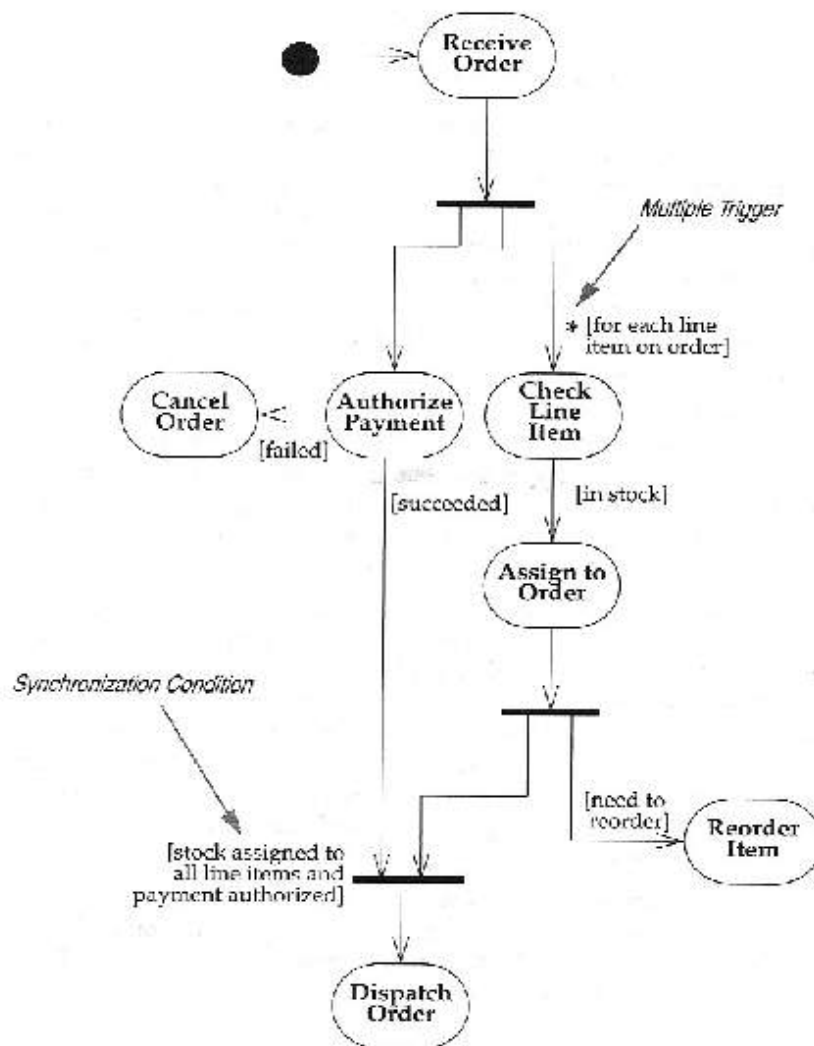 Receive
Order
Multiple Trigger
* [for each line
item on order]
Cancel
Order
Authorize
Payment
Check
Line
Item
[failed]
[succeeded]
[in stock]
Assign to
Order
Synchronization Condition
[need to
reorder]
Reorder
Item
[stock assigned to
all line items and
payment authorized]
Dispatch
Order